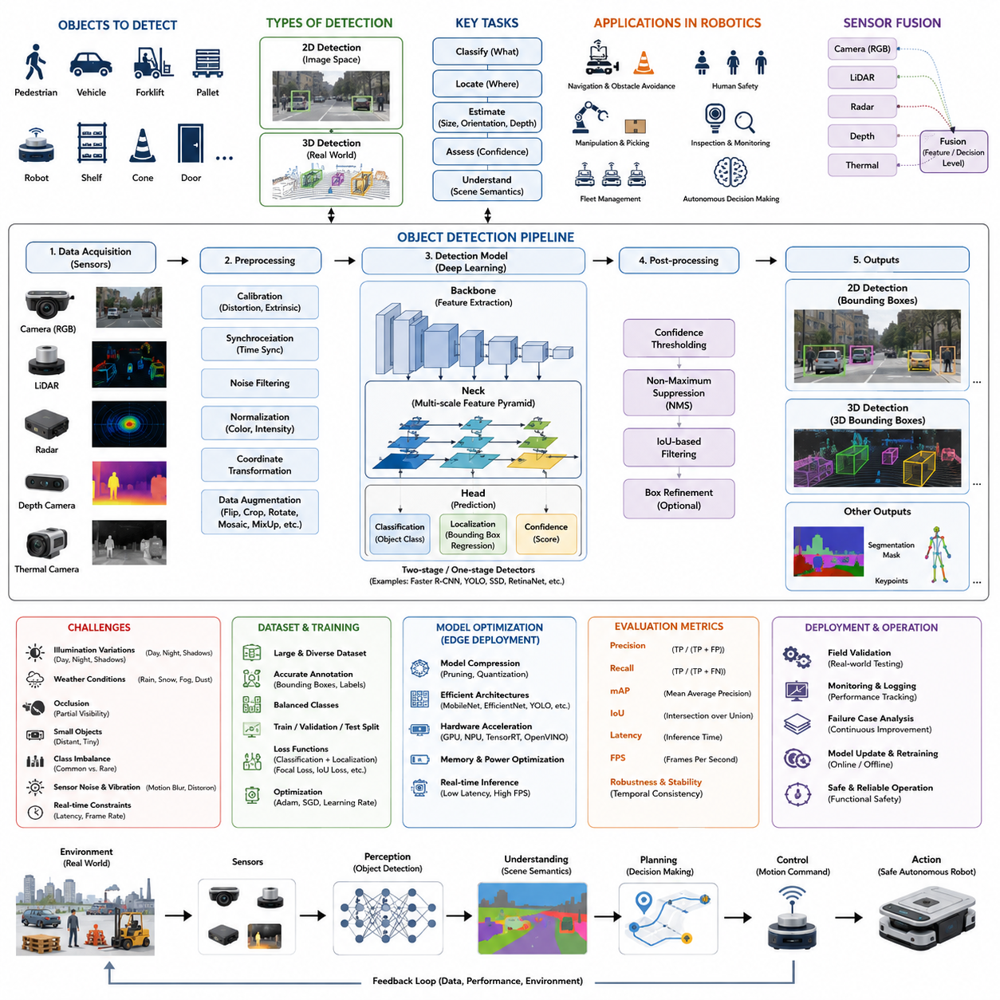 OBJECTS TO DETECT
Pedestrian
Vehicle
Forklift
Pallet
Robot
Shelf
Cone
Door
...
TYPES OF DETECTION
2D Detection
(Image Space)
3D Detection
(Real World)
KEY TASKS
Classify (What)
Locate (Where)
Estimate
(Size, Orientation, Depth)
Assess (Confidence)
Understand
(Scene Semantics)
APPLICATIONS IN ROBOTICS
Navigation & Obstacle Avoidance
Human Safety
Manipulation & Picking
Inspection & Monitoring
Fleet Management
Autonomous Decision Making
SENSOR FUSION
Camera (RGB)
LiDAR
Radar
Depth
Thermal
Fusion
(Feature / Decision
Level)
OBJECT DETECTION PIPELINE
1. Data Acquisition
(Sensors)
Camera (RGB)
LiDAR
Radar
Depth Camera
Thermal Camera
2. Preprocessing
Calibration
(Distortion, Extrinsic)
Synchroceiation
(Time Sync)
Noise Filtering
Normalization
(Color, Intensity)
Coordinate
Transformation
Data Augmentation
(Flip, Crop, Rotate,
Mosaic, MixUp, etc.)
3. Detection Model
(Deep Learning)
Backbone
(Feature Extraction)
Neck
(Multi-scale Feature Pyramid)
Head
(Prediction)
Classification
(Object Class)
Localization
(Bounding Box
Regression)
Confidence
(Score)
Two-stage / One-stage Detectors
(Examples: Faster R-CNN, YOLO, SSD, RetinaNet, etc.)
4. Post-processing
Confidence
Thresholding
Non-Maximum
Suppression
(NMS)
IoU-based
Filtering
Box Refinement
(Optional)
5. Outputs
2D Detection
(Bounding Boxes)
...
3D Detection
(3D Bounding Boxes)
...
Other Outputs
Segmentation
Mask
Keypoints
...
CHALLENGES
Illumination Variations
(Day, Night, Shadows)
(Day, Night, Shadows)
Weather Conditions
(Rain, Snow, Fog, Dust)
Occlusion
(Partial Visibility)
Small Objects
(Distant, Tiny)
Class Imbalance
(Common vs. Rare)
Sensor Noise & Vibration
(Motion Blur, Distoron)
Real-time Constraints
(Latency, Frame Rate)
DATASET & TRAINING
Large & Diverse Dataset
Accurate Annotation
(Bounding Boxes, Labels)
Balanced Classes
Train / Validation / Test Split
Loss Functions
(Classification + Localization)
(Focal Loss, IoU Loss, etc.)
Optimization
(Adam, SGD, Learning Rate)
MODEL OPTIMIZATION
(EDGE DEPLOYMENT)
Model Compression
(Pruning, Quantization)
Efficient Architectures
(MobileNet, EfficientNet, YOLO, etc.)
Hardware Acceleration
(GPU, NPU, TensorRT, OpenVINO)
Memory & Power Optimization
Real-time Inference
(Low Latency, High FPS)
EVALUATION METRICS
Precision
(TP / (TP + FP))
Recall
(TP / (TP + FN))
mAP
(Mean Average Precision)
IoU
(Intersection over Union)
Latency
(Inference Time)
FPS
(Frames Per Second)
Robustness & Stability
(Temporal Consistency)
DEPLOYMENT & OPERATION
Field Validation
(Real-world Testing)
Monitoring & Logging
(Performance Tracking)
Failure Case Analysis
(Continuous Improvement)
Model Update & Retraining
(Online / Offline)
Safe & Reliable Operation
(Functional Safety)
Environment
(Real World)
Sensors
Perception
(Object Detection)
Understanding
(Scene Semantics)
Planning
(Decision Making)
Control
(Motion Command)
Action
(Safe Autonomous Robot)
Feedback Loop (Data, Performance, Environment)